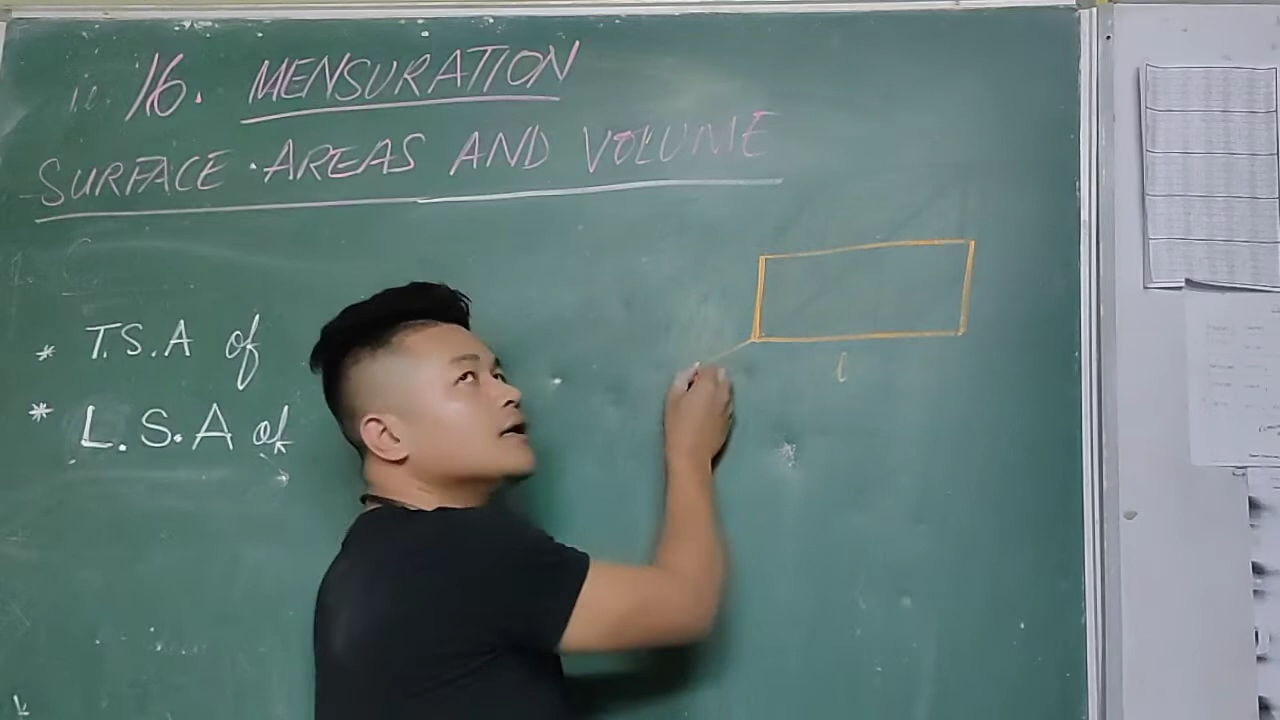 16. MENSURATION
SURFACE AREAS AND VOLUME
* T.S.A of
* L.S.A of
l